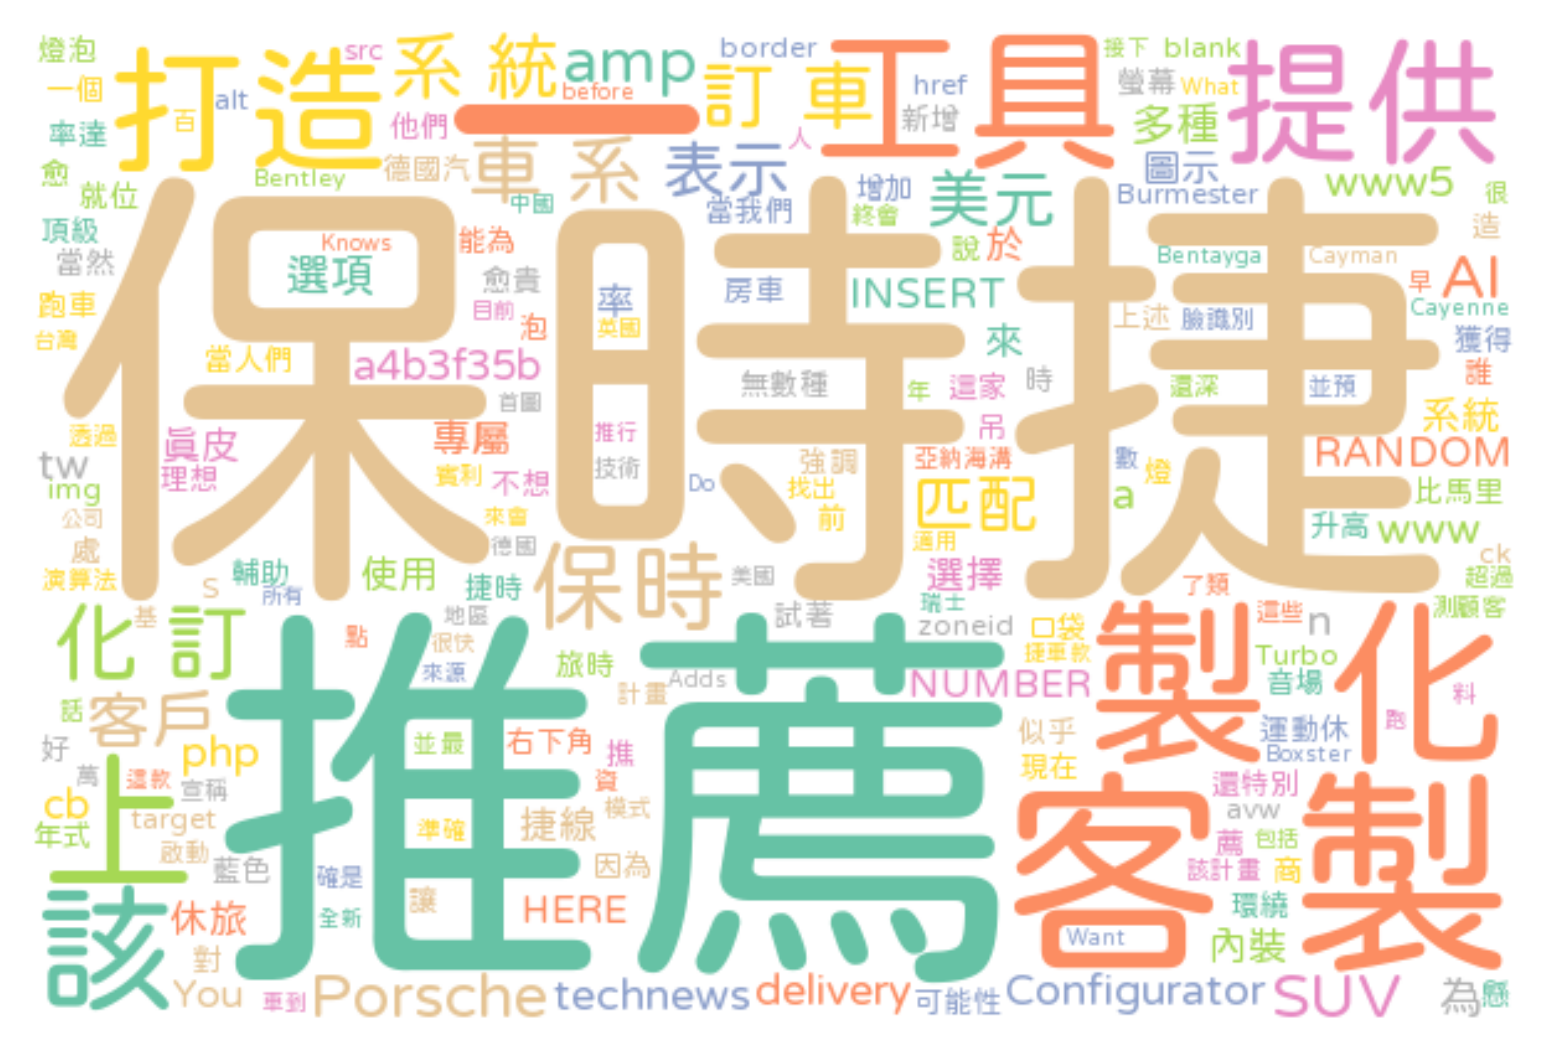 燈泡
src
系統
amp
border
工具
接下
blank
提供
打造
一個
alt
百
before
訂車
href
新增
螢幕
What
多種
率達
他們
一
人
愈
就位
Bentley
德國汽
車系
表示
圖示
www5
中國
當我們
增加
終會
美元
Burmester
很
頂級
當然
Knows
能為
選項
愈貴
保時捷
說
於
Bentayga
Cayman
造
早
AI
跑車
目前
率
房車
INSERT
Cayenne
台灣
泡
英國
來
上述
臉識別
獲得
當人們
a4b3f35b
無數種
年
這家
時
還深
並預
誰
首圖
吊
系統
透過
真皮
專屬
推行
強調
亞納海溝
數
RANDOM
tw
理想
賓利
不想
技術
Do
找出
匹配
a
燈
比馬里
img
公司
來會
前
升高
www
處
德國
保時
適用
ck
演算法
S
輔助
所有
使用
捷時
美國
選擇
了類
超過
化訂
基
點
地區
很快
試著
瑞士
zoneid
口袋
製化
這些
n
測顧客
推薦
來源
旅時
計畫
Adds
捷車款
NUMBER
Turbo
音場
話
客戶
好
php
並最
右下角
推
似乎
運動休
跑
料
Boxster
現在
萬
這款
宣稱
資
還特別
上
cb
target
準確
捷線
模式
客製
avw
年式
啟動
薦
包括
藍色
確是
因為
該計畫
商
該
休旅
讓
全新
HERE
環繞
對
Want
內裝
You
車到
Porsche
technews
delivery
可能性
Configurator
SUV
為
懸